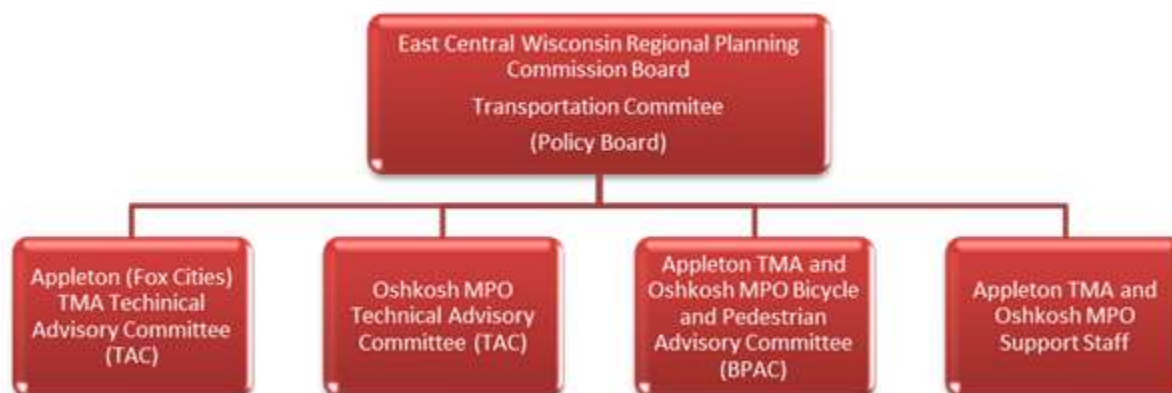 East Central Wisconsin Regional Planning
Commission Board
Transportation Commitee
(Policy Board)
Appleton (Fox Cities)
TMA Techinical
Advisory Committee
(TAC)
Oshkosh MPO
Technical Advisory
Committee (TAC)
Appleton TMA and
Oshkosh MPO Bicycle
and Pedestrian
Advisory Committee
(BPAC)
Appleton TMA and
Oshkosh MPO
Support Staff